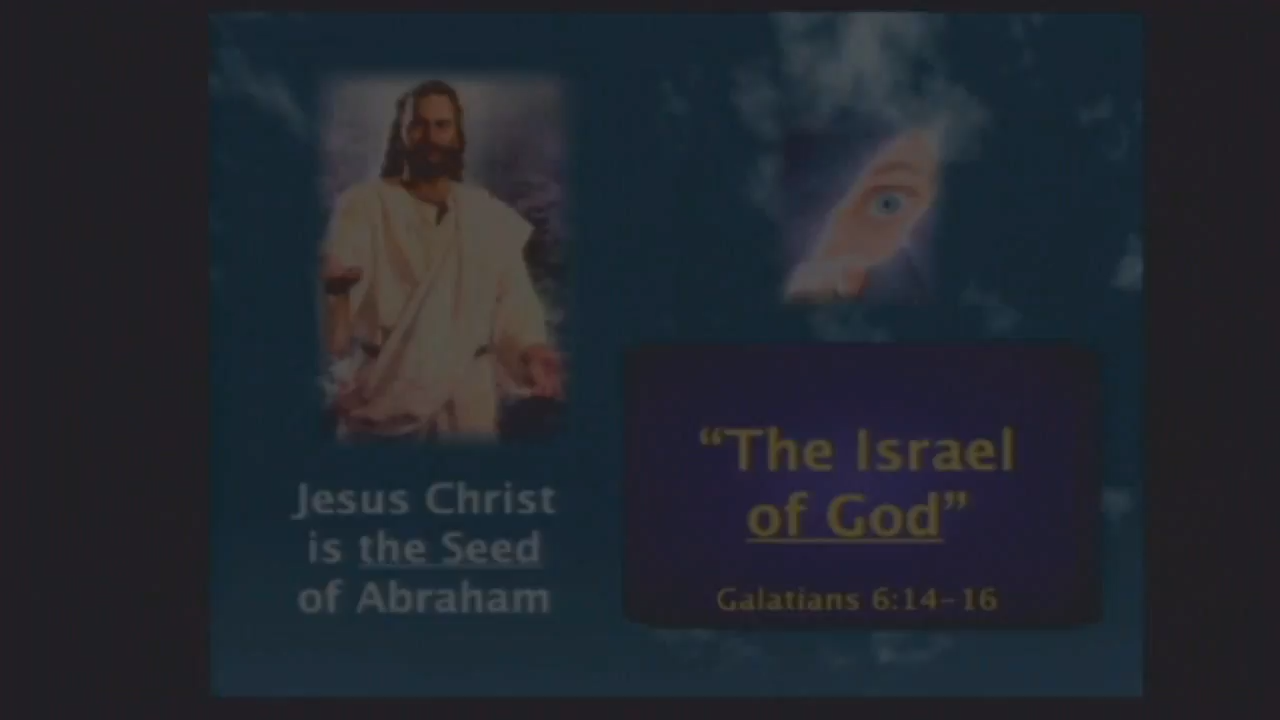 Jesus Christ
is the Seed
of Abraham
“The Israel
of God”
Galatians 6:14–16